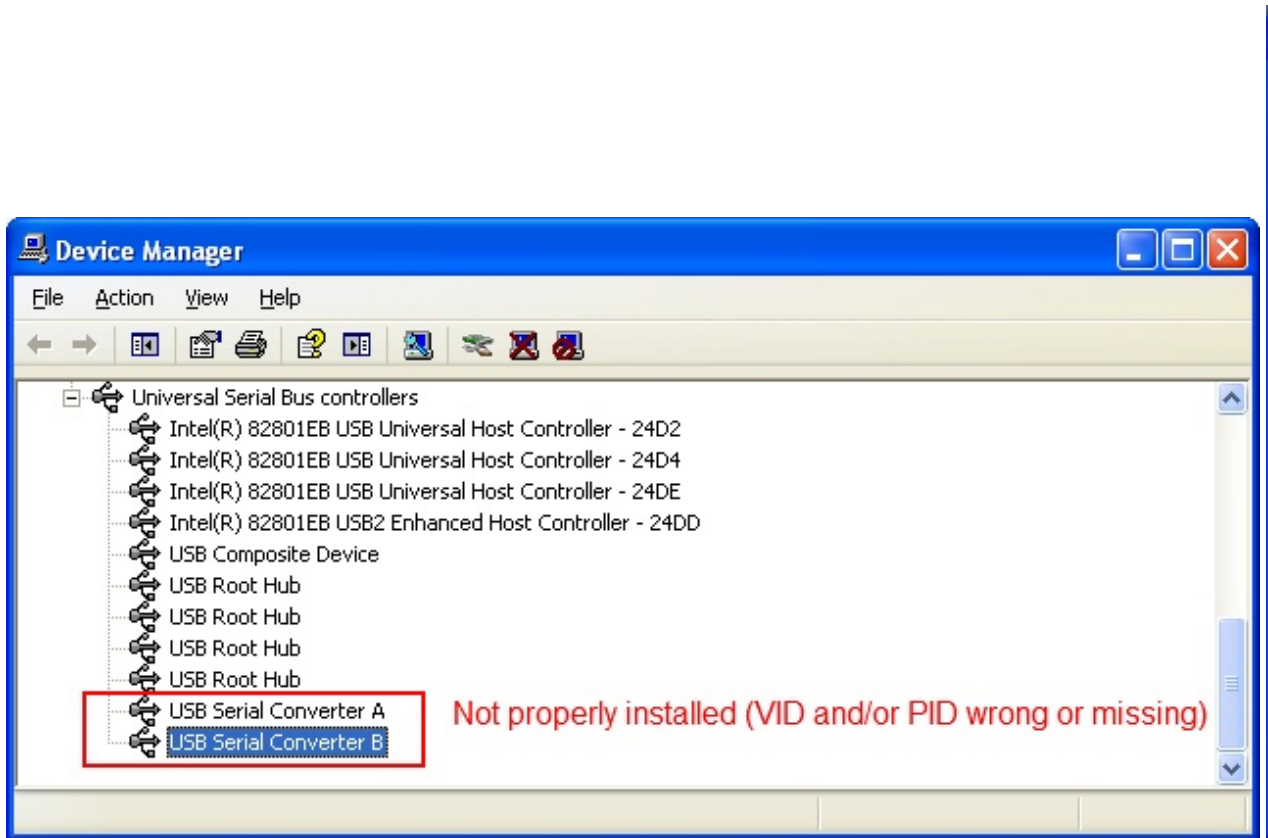 Device Manager
File Action View Help
Universal Serial Bus controllers
Intel(R) 82801EB USB Universal Host Controller - 24D2
Intel(R) 82801EB USB Universal Host Controller - 24D4
Intel(R) 82801EB USB Universal Host Controller - 24DE
Intel(R) 82801EB USB2 Enhanced Host Controller - 24DD
USB Composite Device
USB Root Hub
USB Root Hub
USB Root Hub
USB Root Hub
USB Serial Converter A Not properly installed (VID and/or PID wrong or missing)
USB Serial Converter B